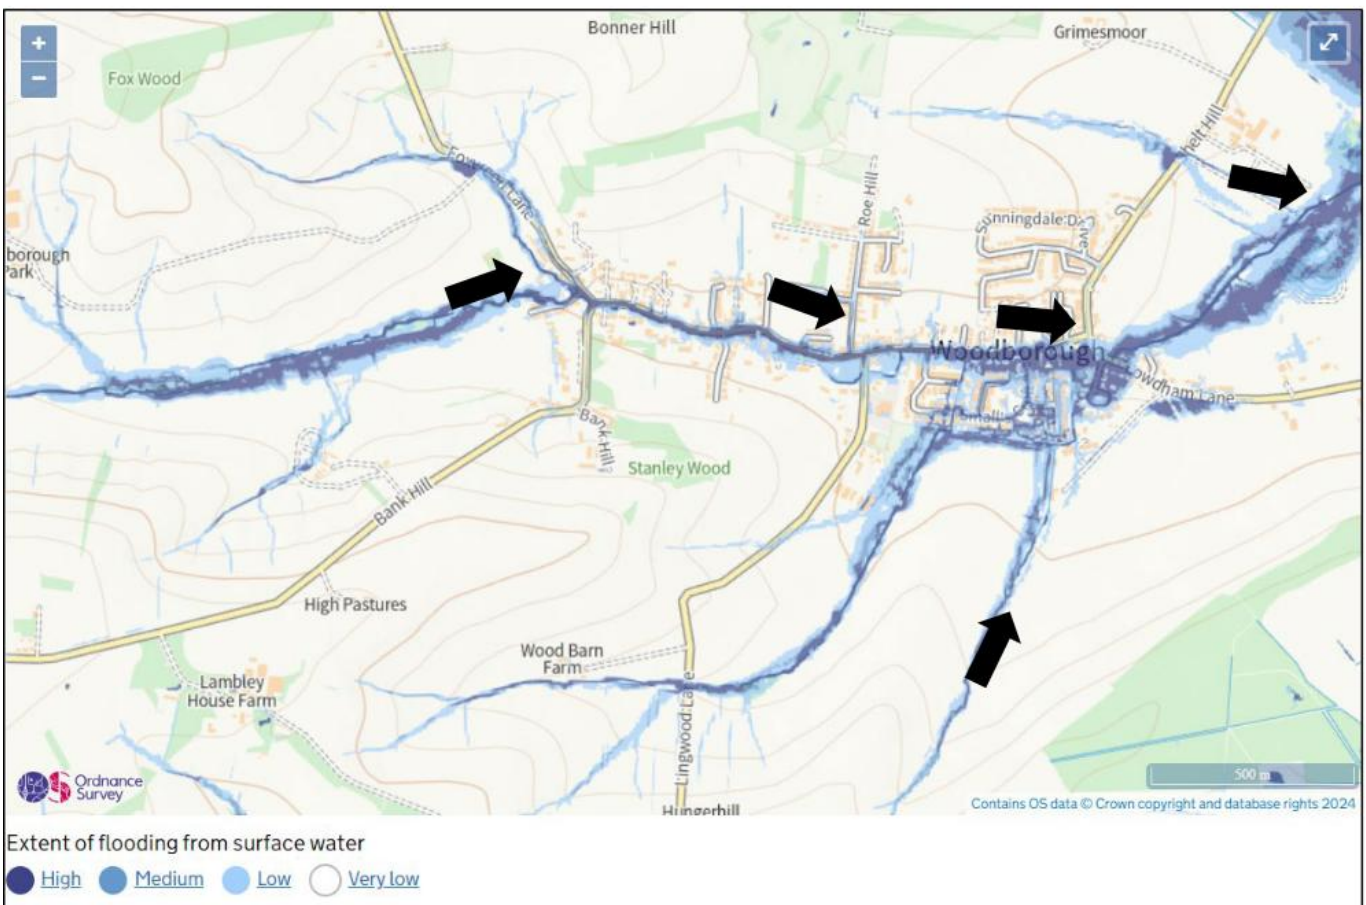 +
−
Bonner Hill
Grimesmoor
Fox Wood
helt Hill
Roe Hill
Lane
borough
Park
Woodborough
Lowdham Lane
Bank Hill
Stanley Wood
Bank Hill
High Pastures
Wood Barn
Farm
Lambley
House Farm
Lingwood Lane
Hungerhill
Ordnance
Survey
500 m
Contains OS data © Crown copyright and database rights 2024
Extent of flooding from surface water
High Medium Low Very low